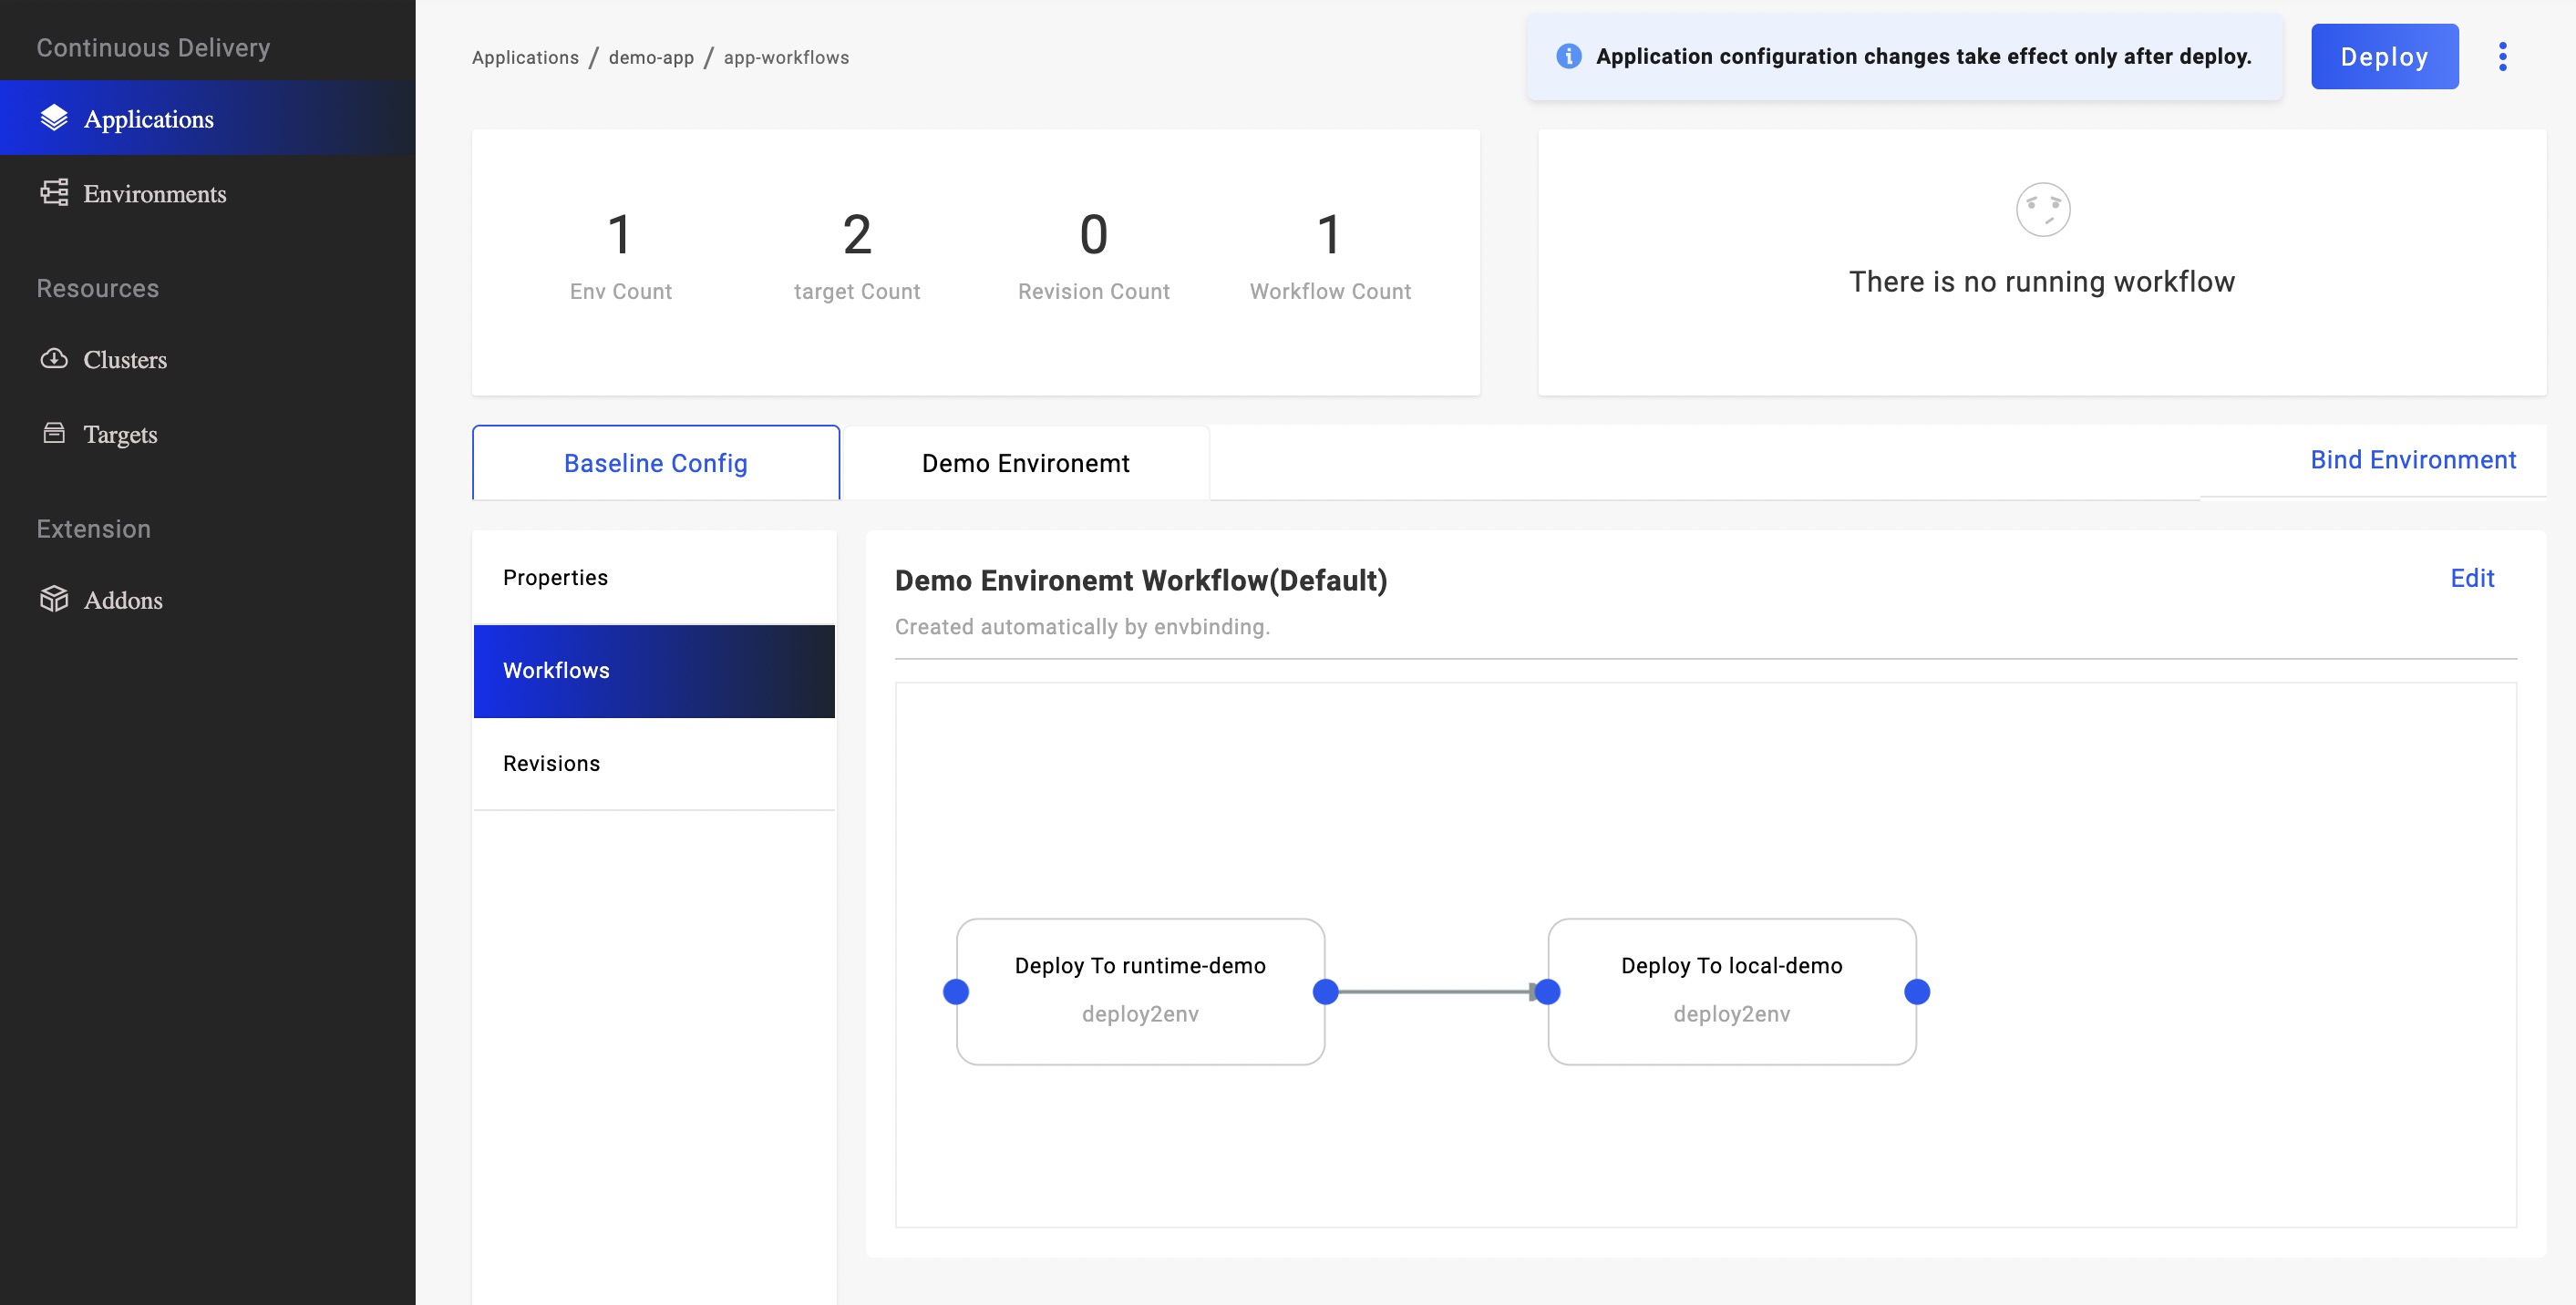 Continuous Delivery
Applications
Environments
Resources
Clusters
Targets
Extension
Addons
Applications / demo-app / app-workflows
Application configuration changes take effect only after deploy.
Deploy
1
Env Count
2
target Count
0
Revision Count
1
Workflow Count
There is no running workflow
Baseline Config
Demo Environemt
Bind Environment
Properties
Workflows
Revisions
Demo Environemt Workflow(Default)
Edit
Created automatically by envbinding.
Deploy To runtime-demo
deploy2env
Deploy To local-demo
deploy2env